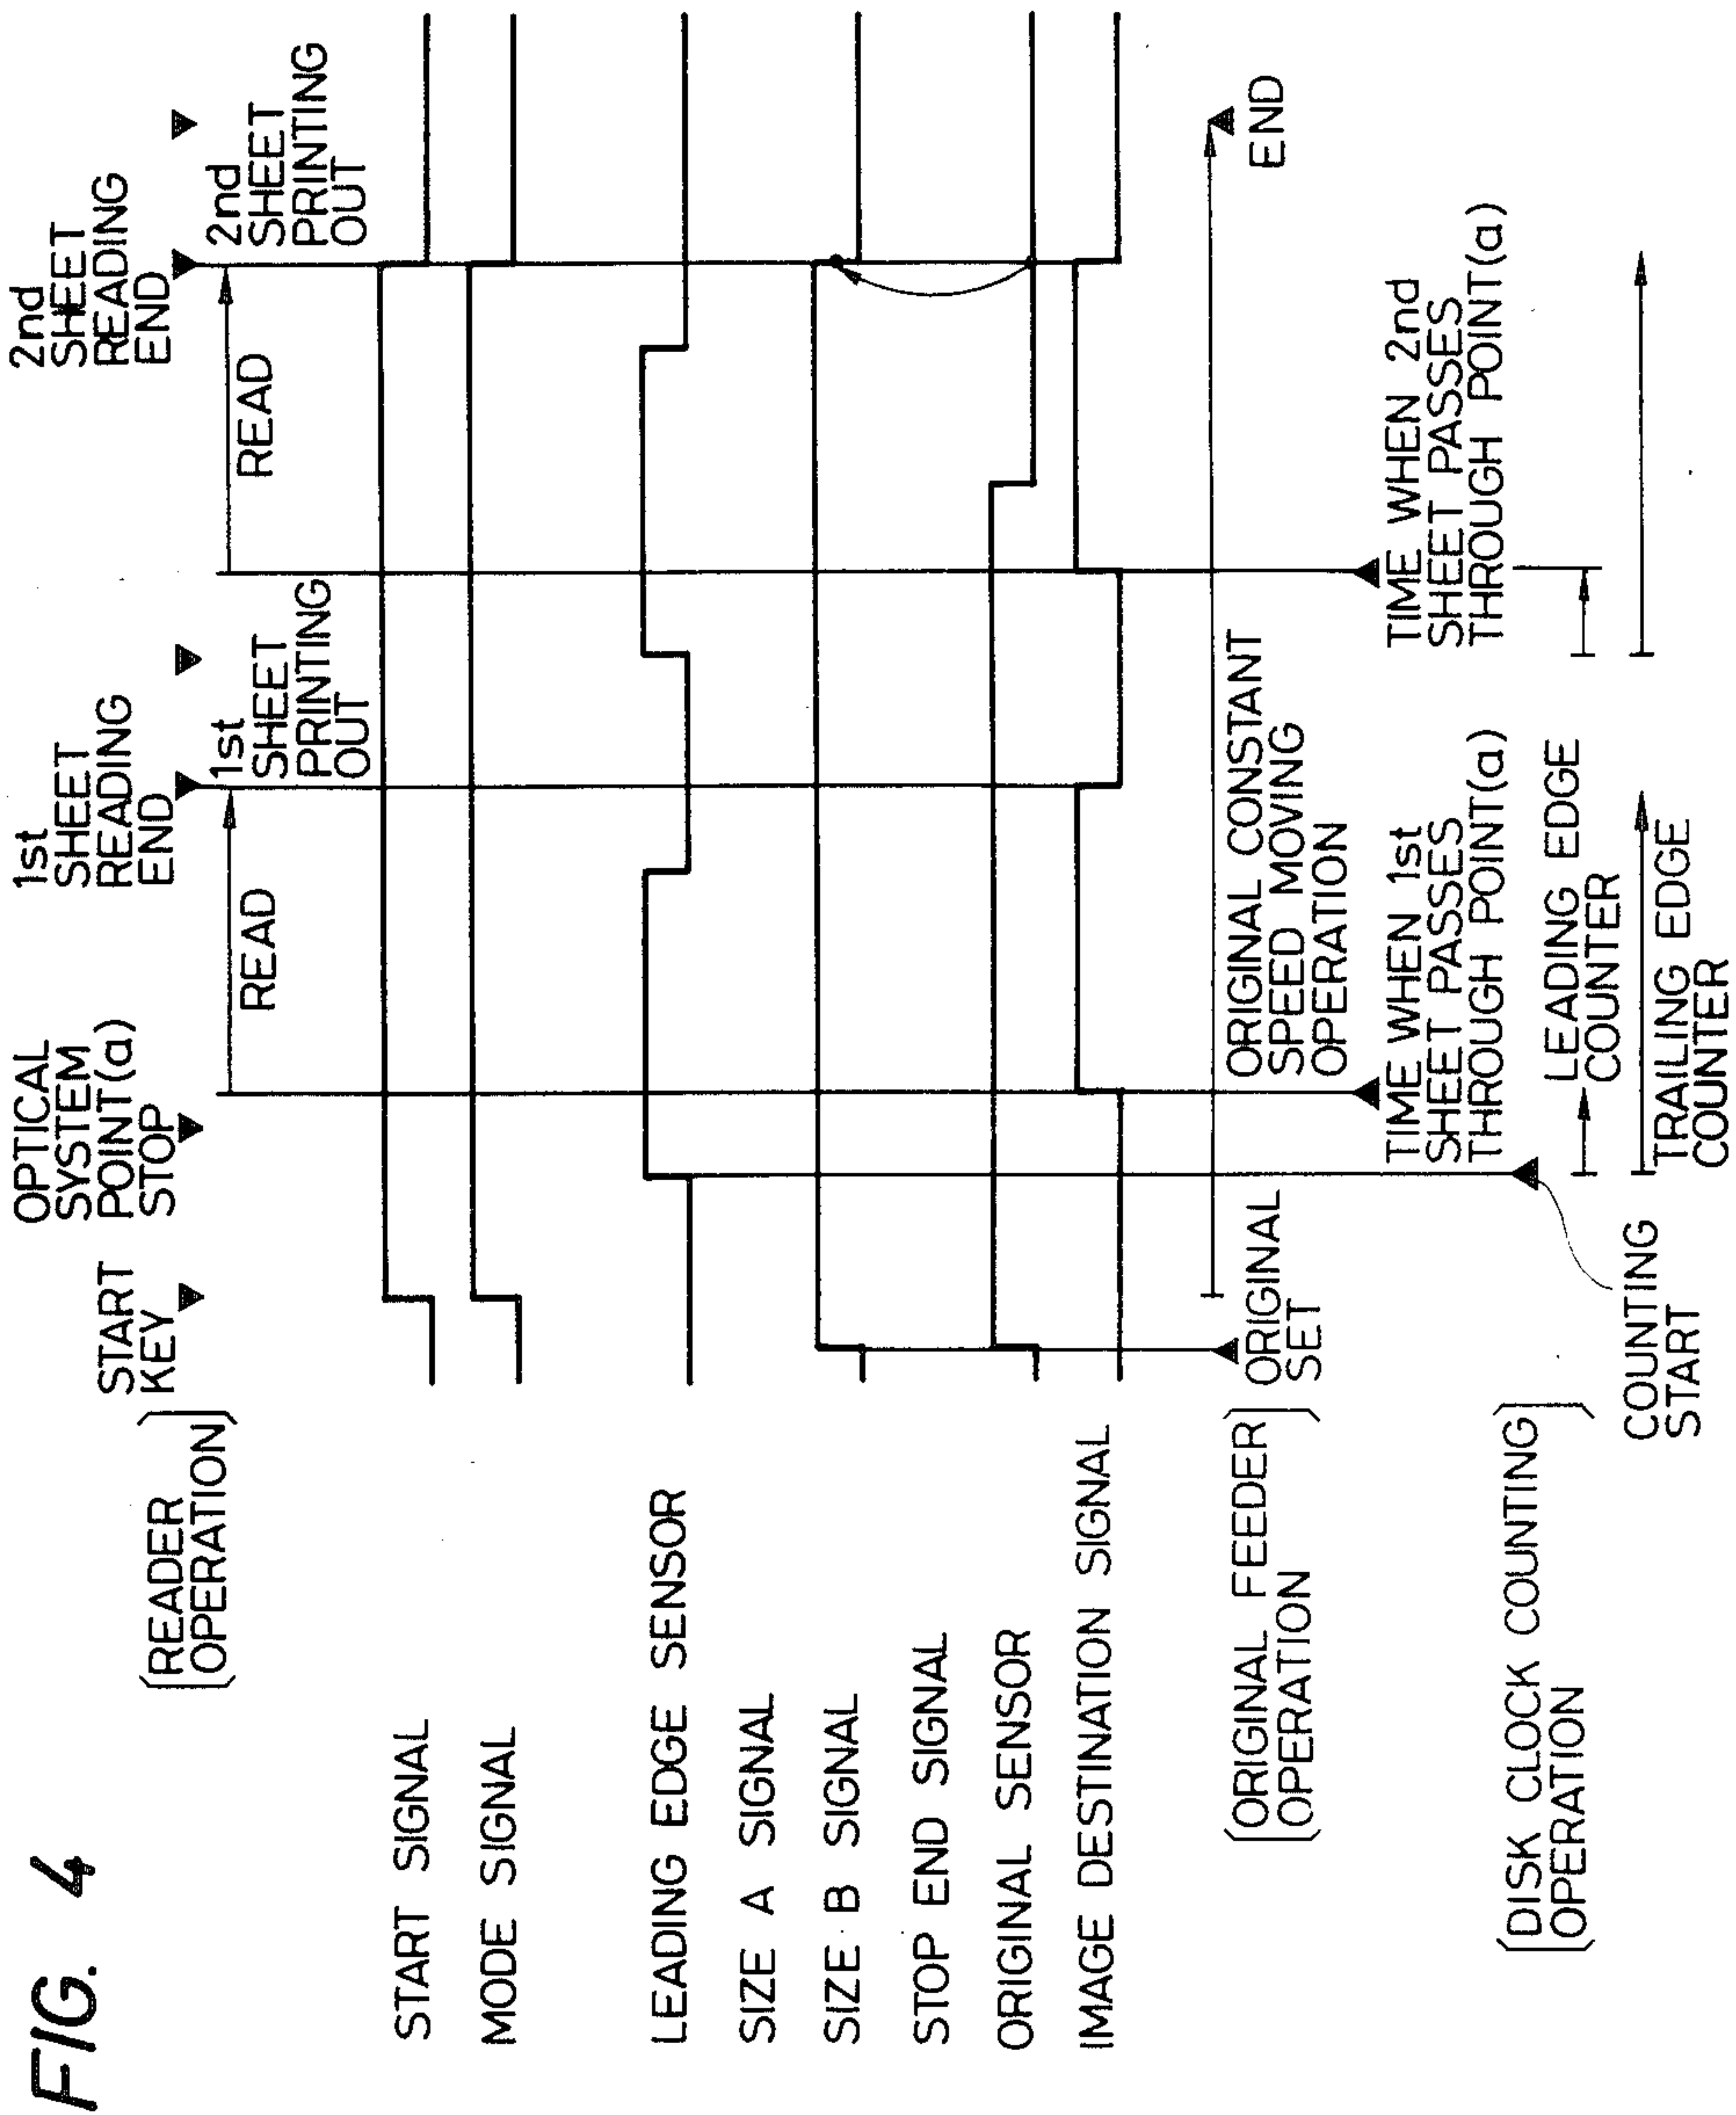 FIG. 4
(READER
OPERATION)
START
KEY
OPTICAL
SYSTEM
POINT(a)
STOP
1st
SHEET
READING
END
2nd
SHEET
READING
END
READ
1st
SHEET
PRINTING
OUT
READ
2nd
SHEET
PRINTING
OUT
START SIGNAL
MODE SIGNAL
LEADING EDGE SENSOR
SIZE A SIGNAL
SIZE B SIGNAL
STOP END SIGNAL
ORIGINAL SENSOR
IMAGE DESTINATION SIGNAL
(ORIGINAL FEEDER
OPERATION)
ORIGINAL
SET
ORIGINAL CONSTANT
SPEED MOVING
OPERATION
END
TIME WHEN 1st
SHEET PASSES
THROUGH POINT(a)
TIME WHEN 2nd
SHEET PASSES
THROUGH POINT(a)
(DISK CLOCK COUNTING
OPERATION)
COUNTING
START
LEADING EDGE
COUNTER
TRAILING EDGE
COUNTER